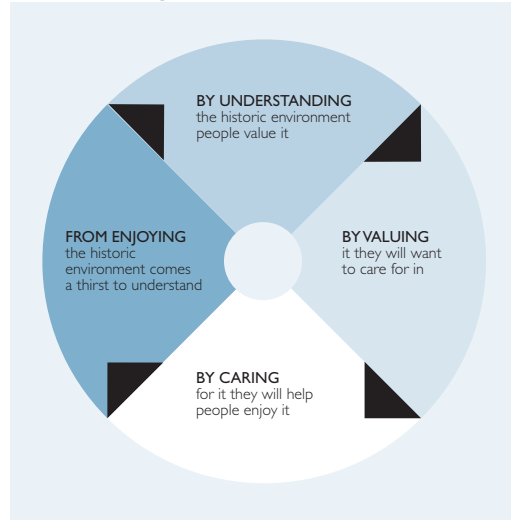 BY UNDERSTANDING
the historic environment
people value it
BY VALUING
it they will want
to care for in
BY CARING
for it they will help
people enjoy it
FROM ENJOYING
the historic
environment comes
a thirst to understand